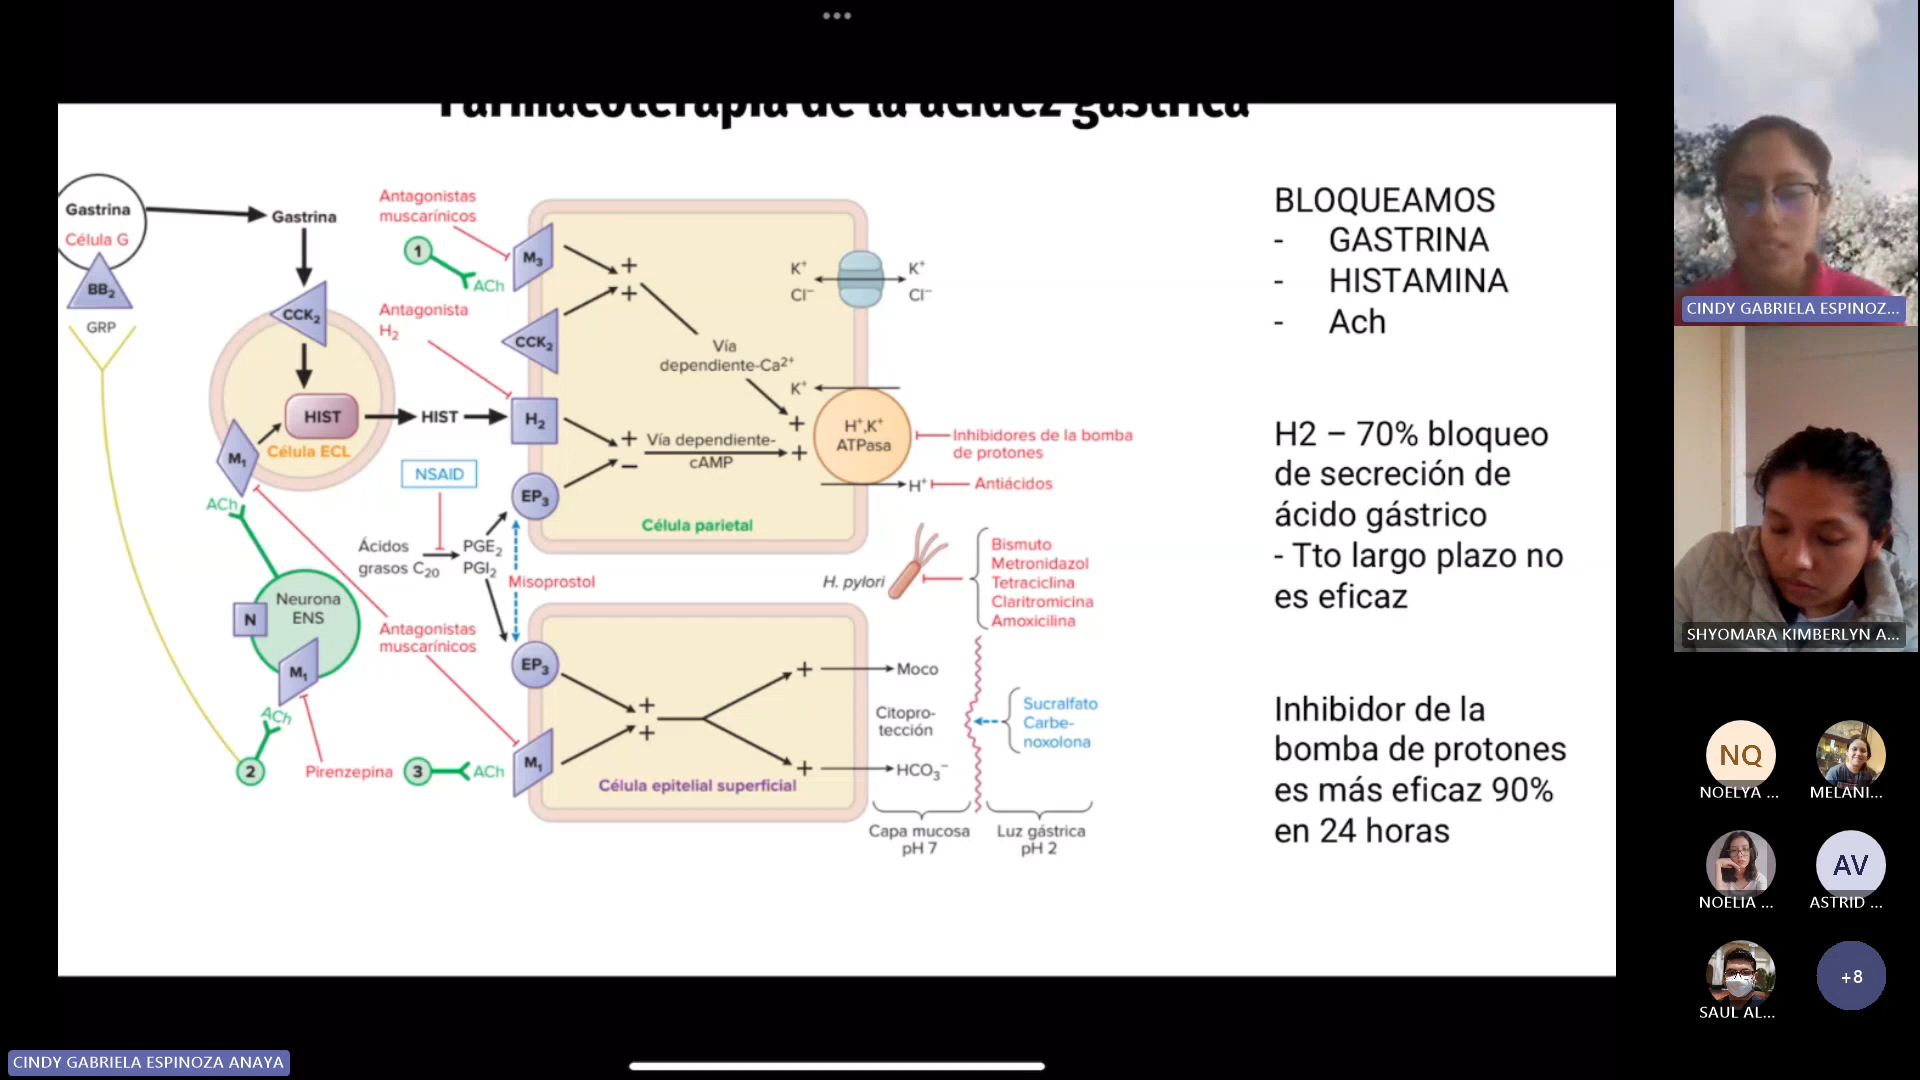 Farmacoterapia de la acidez gástrica
Gastrina
Célula G
BB2
GRP
Gastrina
CCK2
HIST
Célula ECL
M1
ACh
HIST
Antagonistas
muscarínicos
1
ACh
Antagonista
H2
M3
CCK2
H2
EP3
+
+
Vía
dependiente-Ca²⁺
+
−
Vía dependiente-
cAMP
+
+
Célula parietal
K⁺
Cl⁻
K⁺
Cl⁻
K⁺
H⁺,K⁺
ATPasa
H⁺
Inhibidores de la bomba
de protones
Antiácidos
NSAID
Ácidos
grasos C20
PGE2
PGI2
Misoprostol
H. pylori
Bismuto
Metronidazol
Tetraciclina
Claritromicina
Amoxicilina
Neurona
ENS
N
M1
ACh
2
Pirenzepina
Antagonistas
muscarínicos
3
ACh
EP3
M1
+
+
+
+
Célula epitelial superficial
Moco
Citopro-
tección
HCO3⁻
Sucralfato
Carbe-
noxolona
Capa mucosa
pH 7
Luz gástrica
pH 2
BLOQUEAMOS
- GASTRINA
- HISTAMINA
- Ach
H2 – 70% bloqueo
de secreción de
ácido gástrico
- Tto largo plazo no
es eficaz
Inhibidor de la
bomba de protones
es más eficaz 90%
en 24 horas
CINDY GABRIELA ESPINOZ...
SHYOMARA KIMBERLYN A...
NQ
NOELYA ...
MELANI...
NOELIA ...
AV
ASTRID ...
SAUL AL...
+8
CINDY GABRIELA ESPINOZA ANAYA